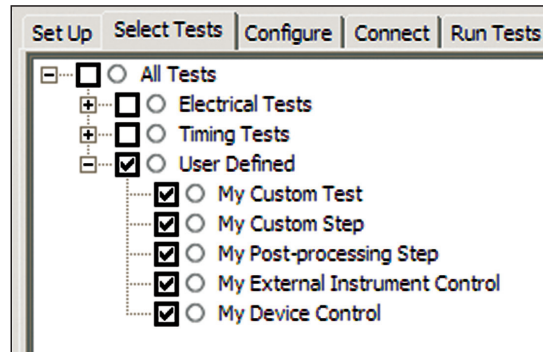 Set Up Select Tests Configure Connect Run Tests
All Tests
Electrical Tests
Timing Tests
User Defined
My Custom Test
My Custom Step
My Post-processing Step
My External Instrument Control
My Device Control